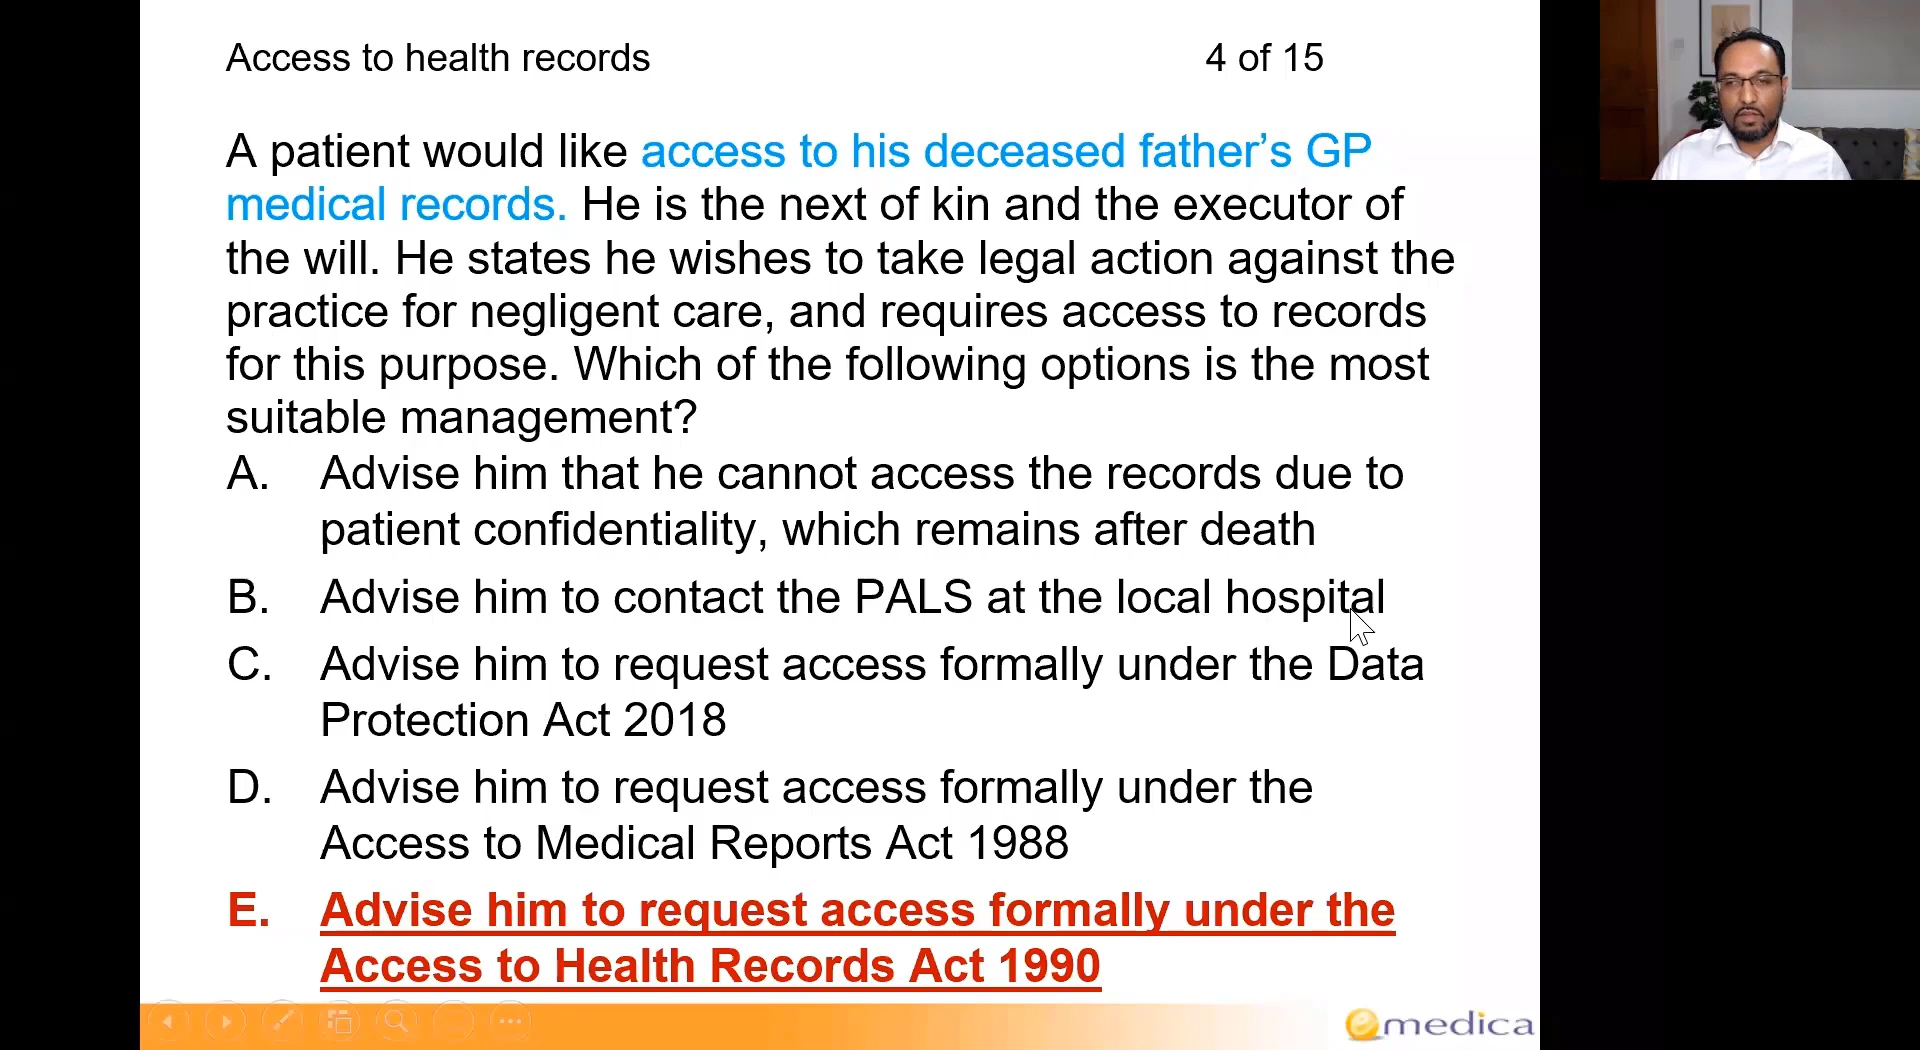 Access to health records 4 of 15
A patient would like access to his deceased father’s GP
medical records. He is the next of kin and the executor of
the will. He states he wishes to take legal action against the
practice for negligent care, and requires access to records
for this purpose. Which of the following options is the most
suitable management?
A. Advise him that he cannot access the records due to
patient confidentiality, which remains after death
B. Advise him to contact the PALS at the local hospital
C. Advise him to request access formally under the Data
Protection Act 2018
D. Advise him to request access formally under the
Access to Medical Reports Act 1988
E. Advise him to request access formally under the
Access to Health Records Act 1990
emedica